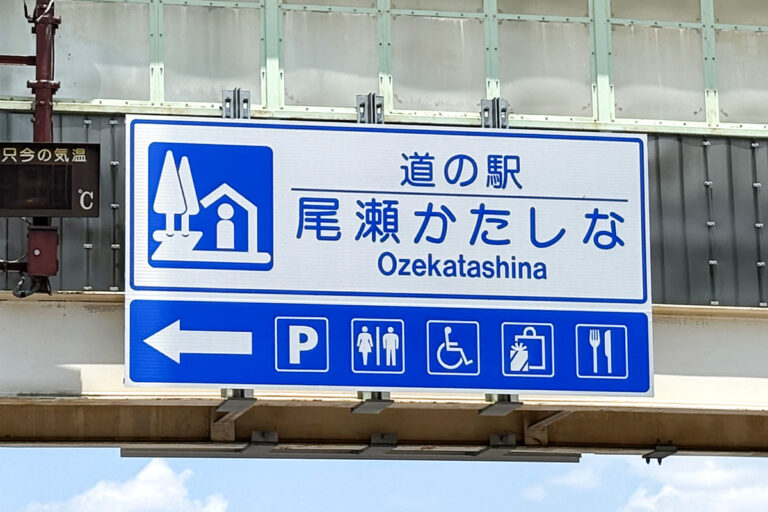 只今の気温
℃
道の駅
尾瀬かたしな
Ozekatashina
P